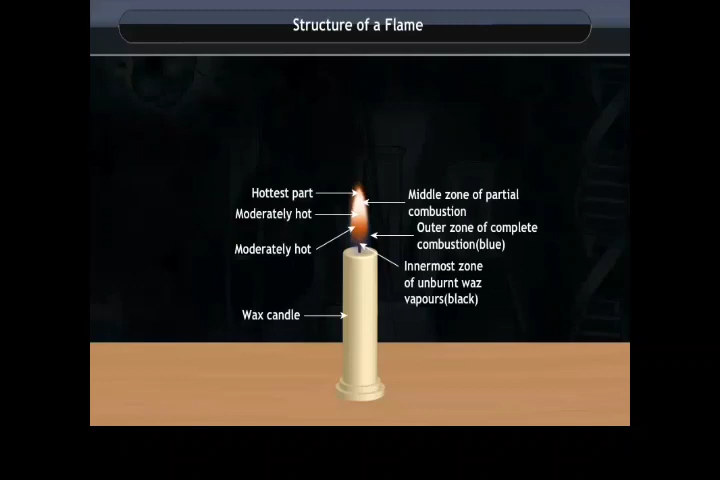 Structure of a Flame
Hottest part
Moderately hot
Moderately hot
Wax candle
Middle zone of partial
combustion
Outer zone of complete
combustion(blue)
Innermost zone
of unburnt waz
vapours(black)